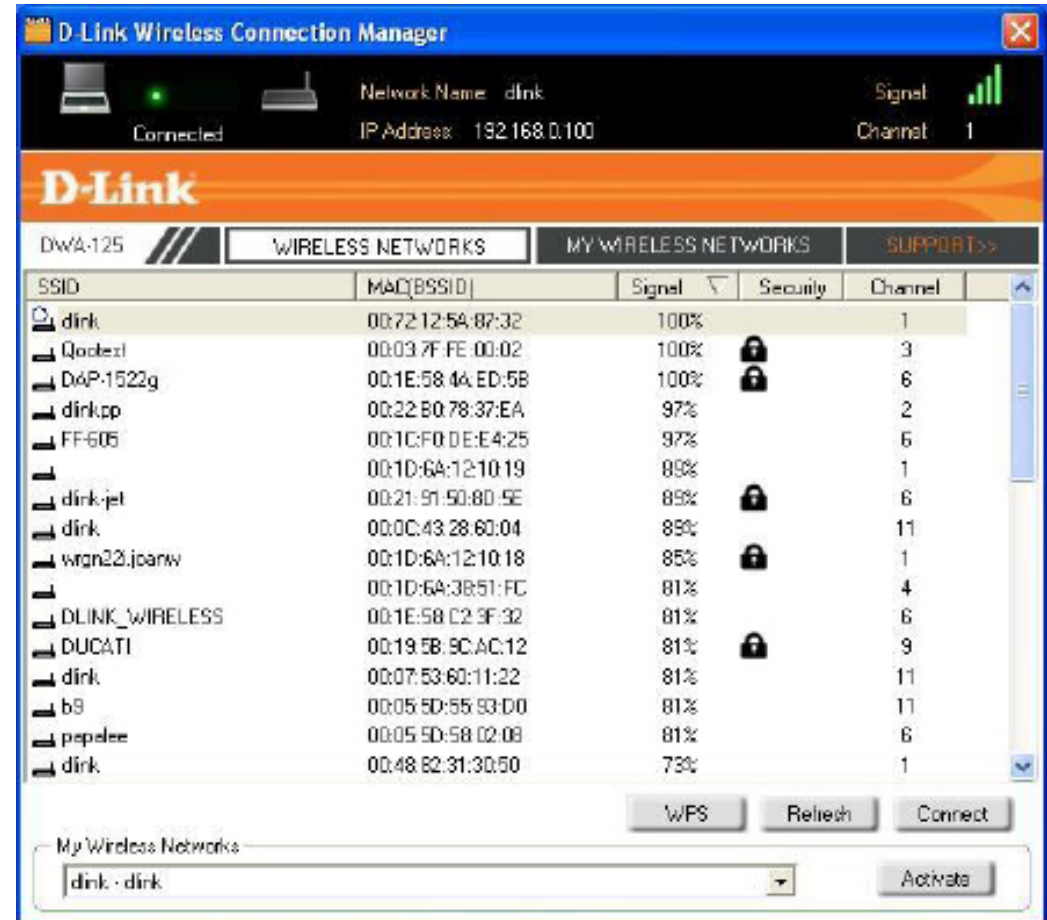 D-Link Wireless Connection Manager
Network Name: dlink Signal:
Connected IP Address: 192.168.0.100 Channel: 1
D-Link
DWA-125 WIRELESS NETWORKS MY WIRELESS NETWORKS SUPPORT>>
SSID MAC(BSSID) Signal Security Channel
dlink 00:72:12:5A:87:32 100% 1
00:03:7F:FE:00:02 100% 3
DAP-1522g 00:1E:58:4A:ED:5B 100% 6
dlinkpp 00:22:B0:78:37:EA 97% 2
FF-605 00:1C:F0:DE:E4:25 97% 6
00:1D:6A:12:10:19 89% 1
dlink-jet 00:21:91:50:8D:5E 89% 6
dlink 00:0C:43:28:60:04 89% 11
00:1D:6A:12:10:18 85% 1
00:1D:6A:3B:51:FC 81% 4
DLINK_WIRELESS 00:1E:58:C2:3F:32 81% 6
DUCATI 00:19:5B:9C:AC:12 81% 9
dlink 00:07:53:60:11:22 81% 11
b9 00:05:5D:55:93:D0 81% 11
papalee 00:05:5D:58:02:08 81% 6
dlink 00:48:B2:31:30:50 73% 1
WPS Refresh Connect
My Wireless Networks
dlink - dlink Activate